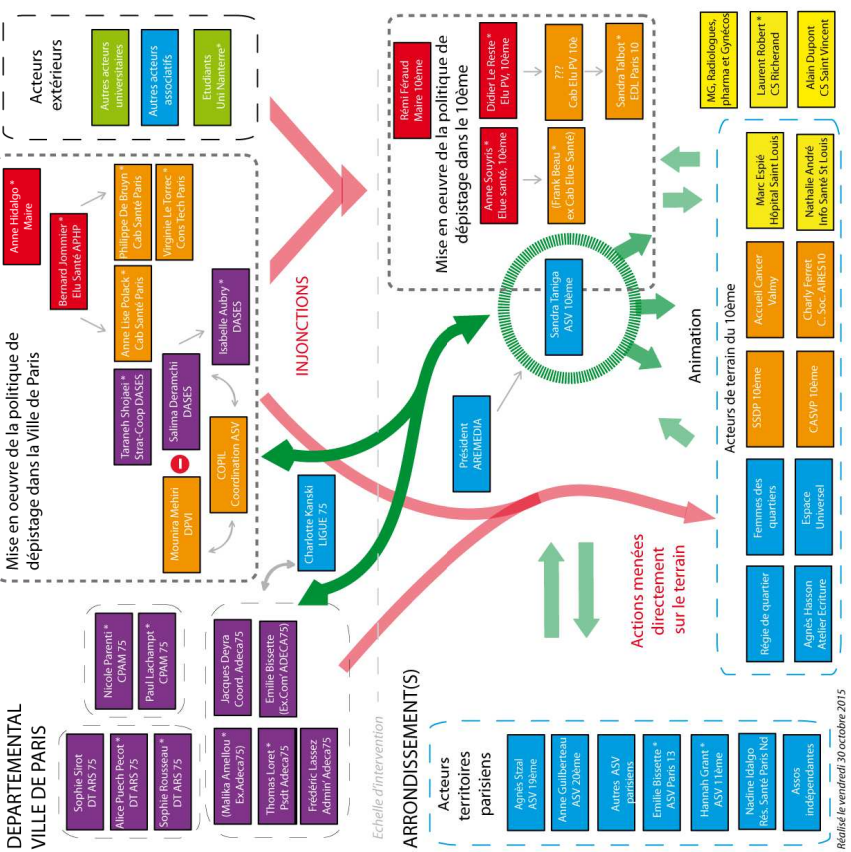 DEPARTEMENTAL
VILLE DE PARIS
Sophie Sirot
DT ARS 75
Alice Puech Pecot *
DT ARS 75
Sophie Rousseau *
DT ARS 75
Nicole Parenti *
CPAM 75
Paul Lachampt *
CPAM 75
(Malika Amellou *
Ex.Adeca75)
Thomas Loret *
Psdt Adeca75
Frédéric Lassez
Admin' Adeca75
Jacques Deyra
Coord. Adeca75
Emilie Bissette
(Ex.Com' ADECA75)
Mise en oeuvre de la politique de
dépistage dans la Ville de Paris
Anne Hidalgo *
Maire
Bernard Jommier *
Elu Santé APHP
Anne Lise Polack *
Cab Santé Paris
Philippe De Bruyn *
Cab Santé Paris
Virginie Le Torrec *
Cons Tech Paris
Taraneh Shojaei *
Strat-Coop DASES
Salima Deramchi
DASES
Isabelle Aubry *
DASES
Mounira Mehiri
DPVI
COPIL
Coordination ASV
Charlotte Kanski
LIGUE 75
Acteurs
extérieurs
Autres acteurs
universitaires
Autres acteurs
associatifs
Etudiants
Uni Nanterre*
INJONCTIONS
Echelle d'intervention
ARRONDISSEMENT(S)
Acteurs
territoires
parisiens
Agnès Stzal
ASV 19ème
Anne Guilberteau
ASV 20ème
Autres ASV
parisiens
Emilie Bissette *
ASV Paris 13
Hannah Grant *
ASV 11ème
Nadine Idalgo
Rés. Santé Paris Nd
Assos
indépendantes
Président
AREMEDIA
Sandra Taniga
ASV 10ème
Mise en oeuvre de la politique de
dépistage dans le 10ème
Rémi Féraud
Maire 10ème
Anne Souyris *
Elue santé, 10ème
Didier Le Reste *
Elu PV, 10ème
(Frank Beau *
ex Cab Elue Santé)
???
Cab Elu PV 10è
Sandra Talbot *
EDL Paris 10
Actions menées
directement
sur le terrain
Animation
Acteurs de terrain du 10ème
Régie de quartier
Femmes des
quartiers
SSDP 10ème
Accueil Cancer
Valmy
Marc Espié
Hôpital Saint Louis
Agnès Hasson
Atelier Ecriture
Espace
Universel
CASVP 10ème
Charly Ferret
C. Soc. AIRES10
Nathalie André
Info Santé St Louis
MG, Radiologues,
pharma et Gynécos
Laurent Robert *
CS Richerand
Alain Dupont
CS Saint Vincent
Réalisé le vendredi 30 octobre 2015